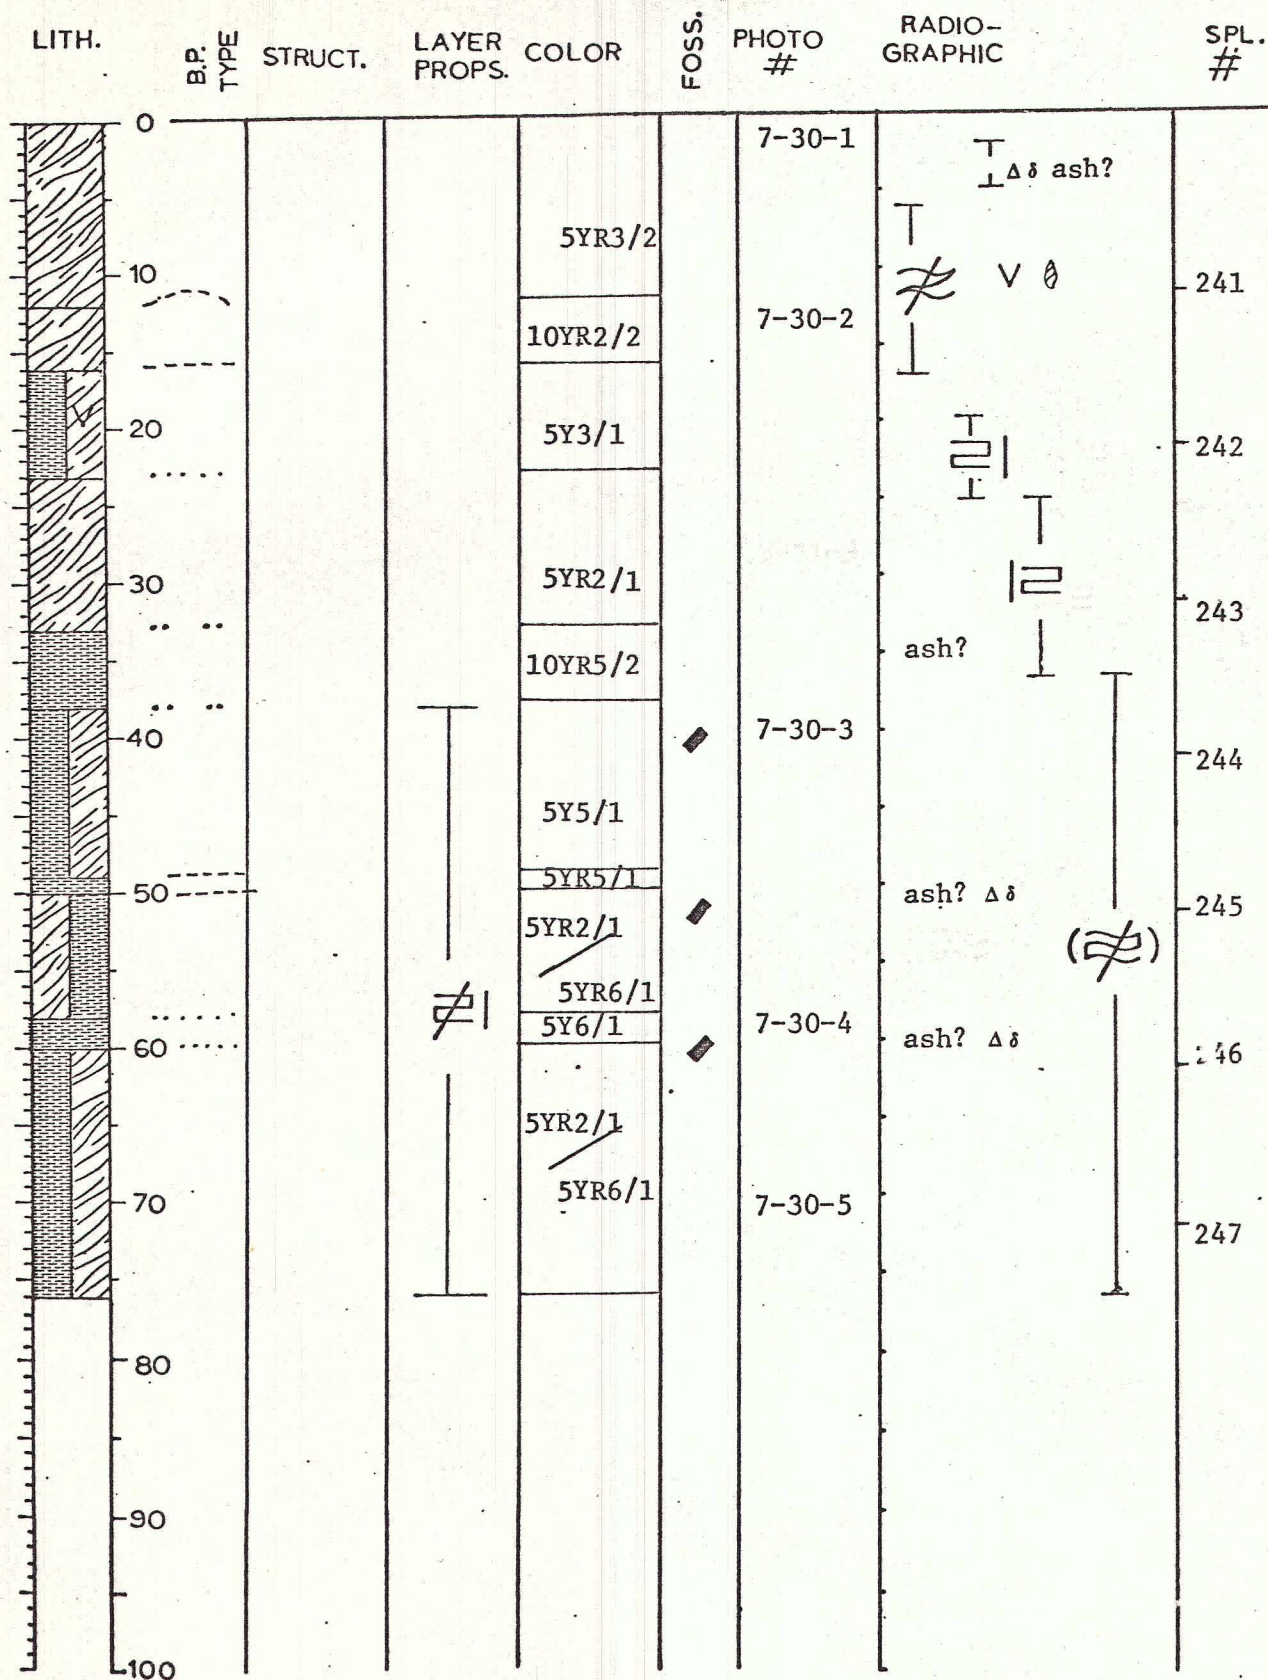 LITH.
B.P. TYPE
STRUCT.
LAYER PROPS.
COLOR
FOSS.
PHOTO #
RADIO-GRAPHIC
SPL. #
0
7-30-1
Δ δ ash?
5YR3/2
10
V
241
7-30-2
10YR2/2
V
20
5Y3/1
242
30
5YR2/1
243
10YR5/2
ash?
40
7-30-3
244
5Y5/1
5YR5/1
50
ash? Δ δ
245
5YR2/1
5YR6/1
5Y6/1
7-30-4
60
ash? Δ δ
5YR2/1
5YR6/1
70
7-30-5
247
80
90
100